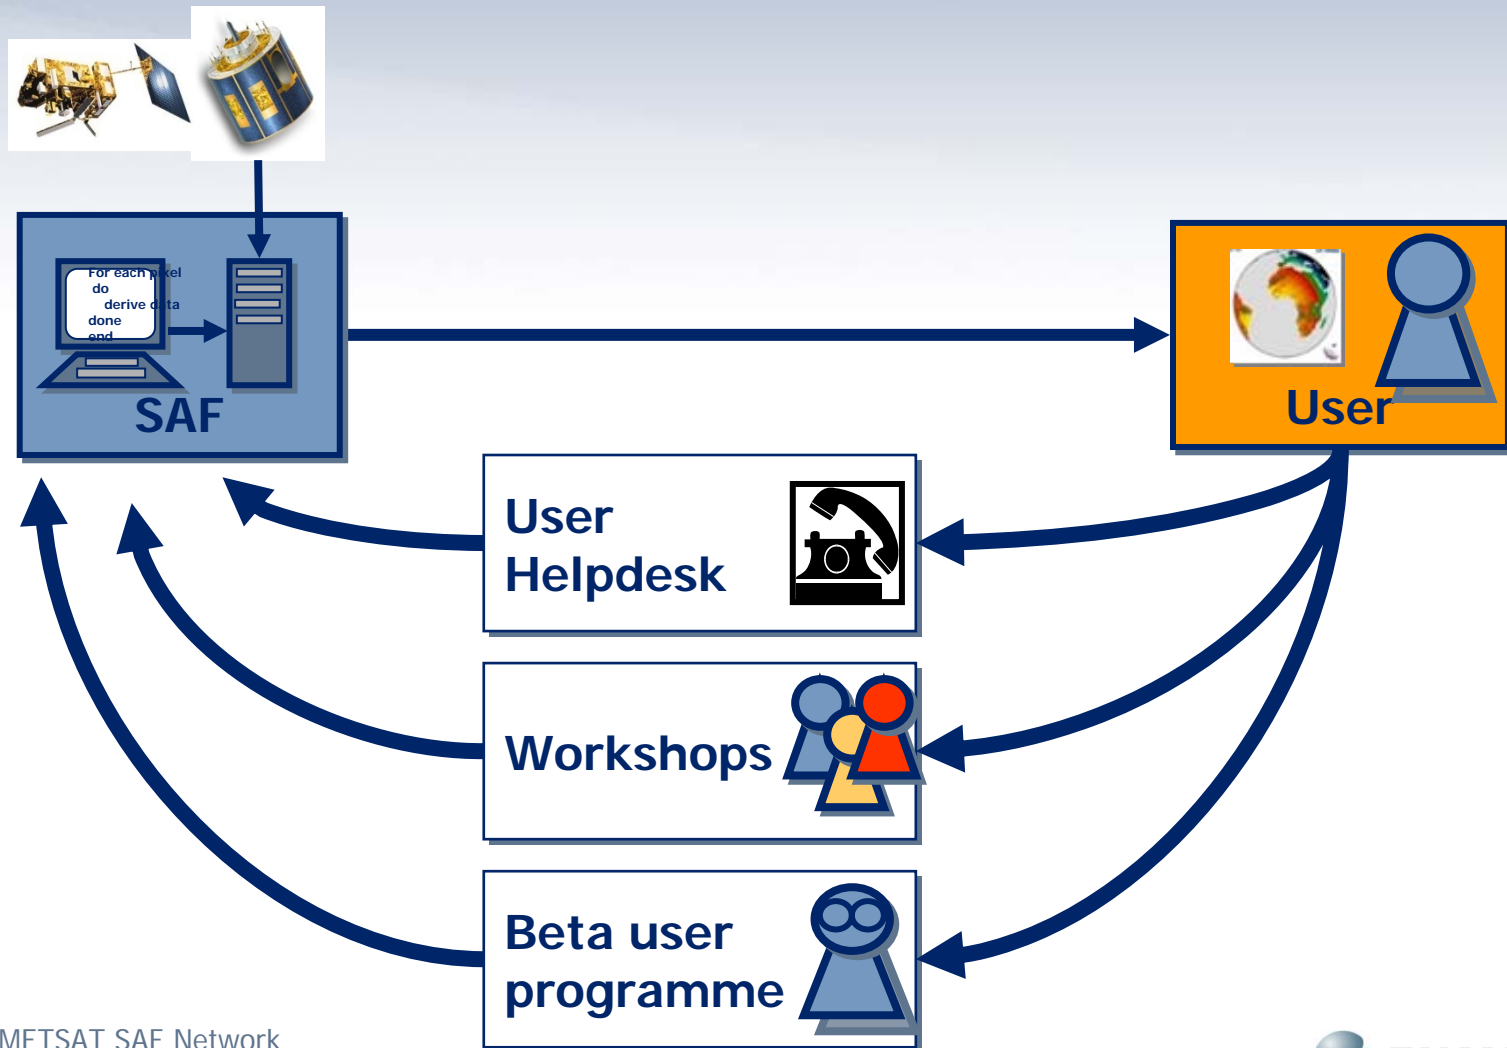 For each pixel
do
derive data
done
end
SAF
User
User
Helpdesk
Workshops
Beta user
programme
METSAT SAF Network